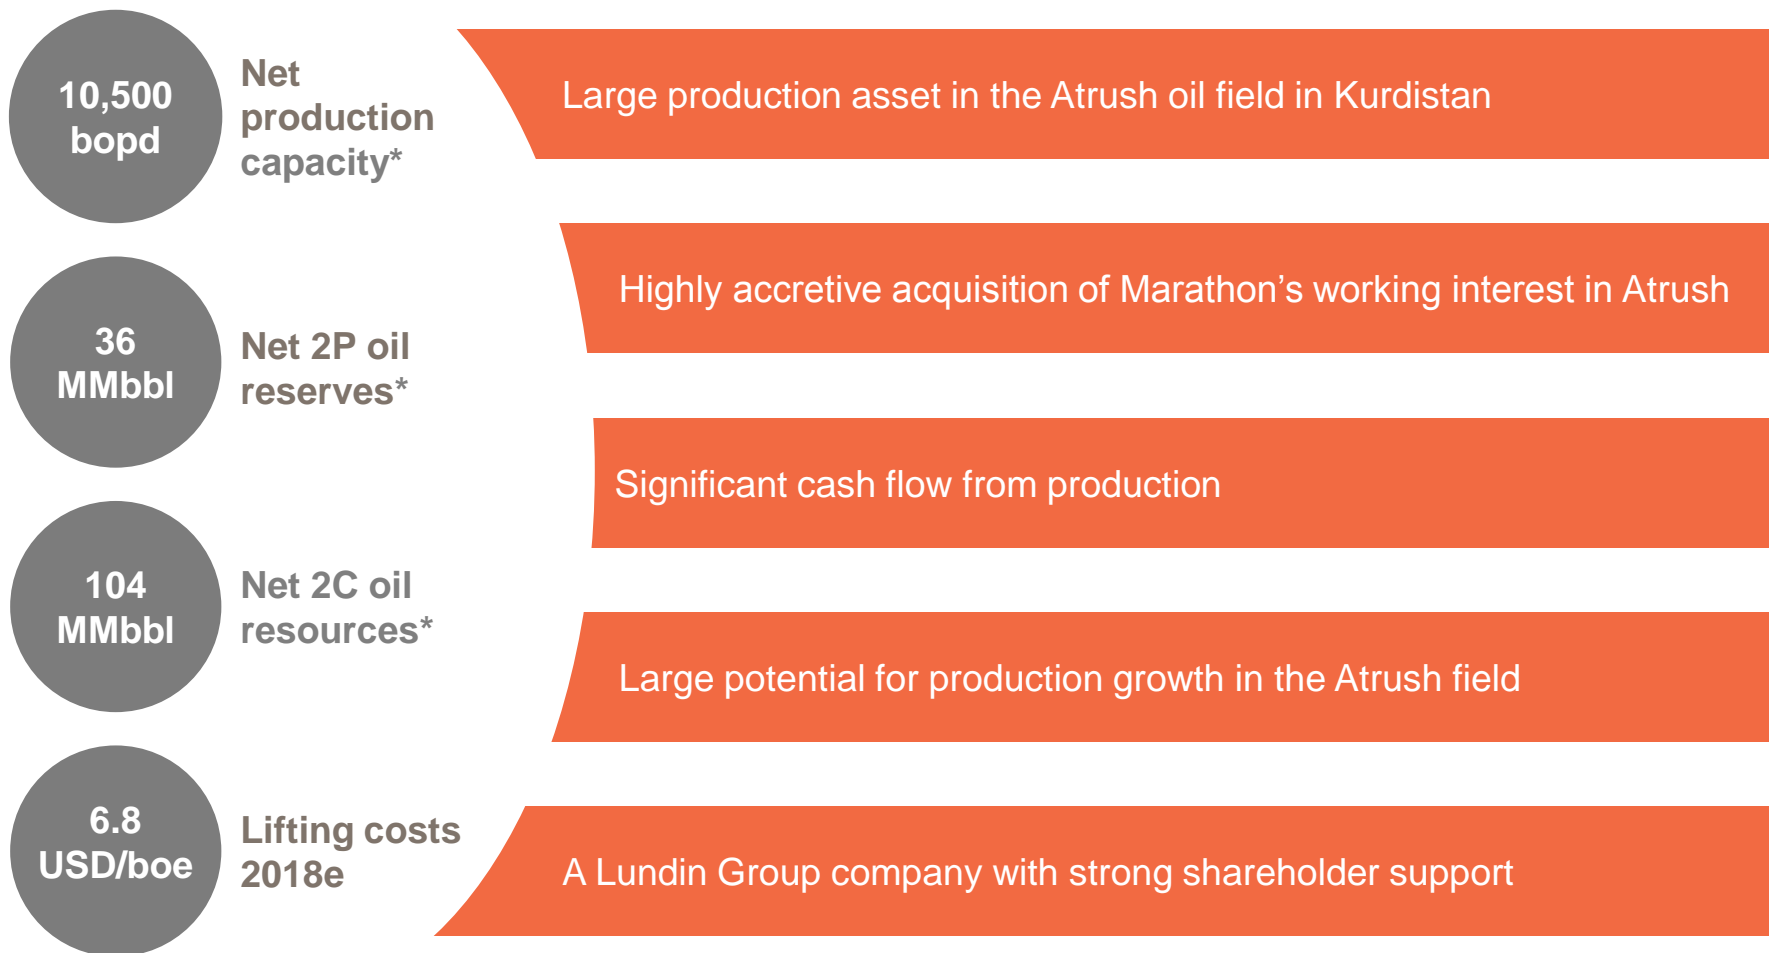 10,500
bopd
Net
production
capacity*
Large production asset in the Atrush oil field in Kurdistan
Highly accretive acquisition of Marathon’s working interest in Atrush
36
MMbbl
Net 2P oil
reserves*
Significant cash flow from production
104
MMbbl
Net 2C oil
resources*
Large potential for production growth in the Atrush field
6.8
USD/boe
Lifting costs
2018e
A Lundin Group company with strong shareholder support